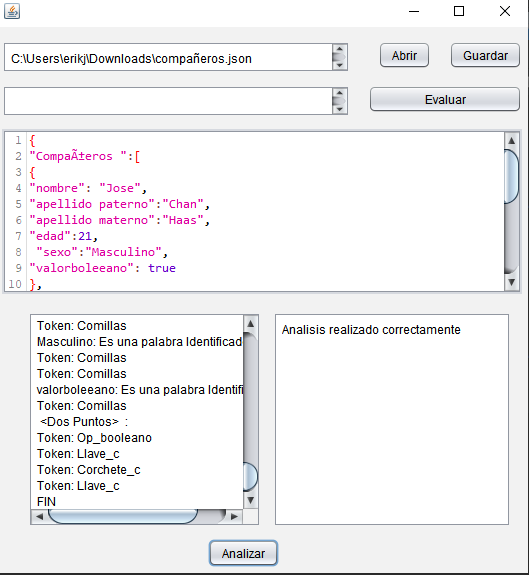 C:\Users\erikj\Downloads\compañeros.json
Abrir
Guardar
Evaluar
1 {
2 "CompaÃ±eros ":[
3 {
4 "nombre": "Jose",
5 "apellido paterno":"Chan",
6 "apellido materno":"Haas",
7 "edad":21,
8 "sexo":"Masculino",
9 "valorboleeano": true
10 },
Token: Comillas
Masculino: Es una palabra Identificad
Token: Comillas
Token: Comillas
valorboleeano: Es una palabra Identifi
Token: Comillas
<Dos Puntos> :
Token: Op_booleano
Token: Llave_c
Token: Corchete_c
Token: Llave_c
FIN
Analisis realizado correctamente
Analizar